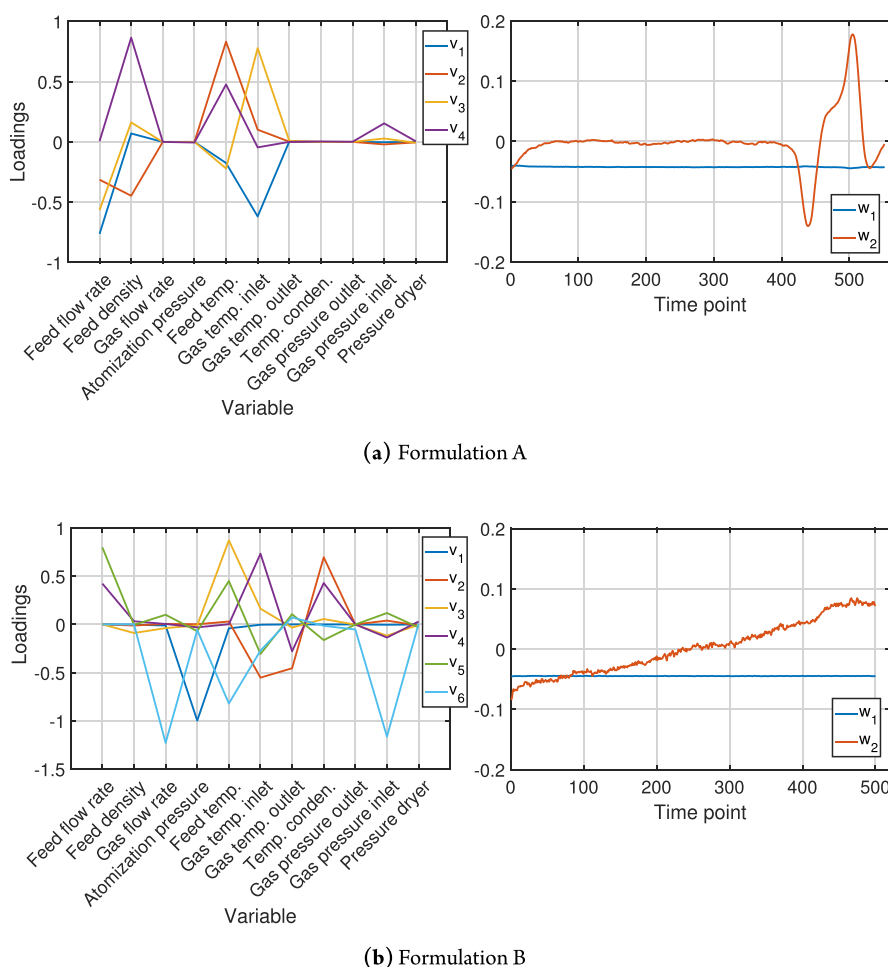 1
0.5
0
-0.5
-1
Loadings
v1
v2
v3
v4
Feed flow rate
Feed density
Gas flow rate
Atomization pressure
Feed temp.
Gas temp. inlet
Gas temp. outlet
Temp. conden.
Gas pressure outlet
Gas pressure inlet
Pressure dryer
Variable
0.2
0.1
0
-0.1
-0.2
w1
w2
0 100 200 300 400 500
Time point
(a) Formulation A
1
0.5
0
-0.5
-1
-1.5
Loadings
v1
v2
v3
v4
v5
v6
Feed flow rate
Feed density
Gas flow rate
Atomization pressure
Feed temp.
Gas temp. inlet
Gas temp. outlet
Temp. conden.
Gas pressure outlet
Gas pressure inlet
Pressure dryer
Variable
0.2
0.1
0
-0.1
-0.2
w1
w2
0 100 200 300 400 500
Time point
(b) Formulation B